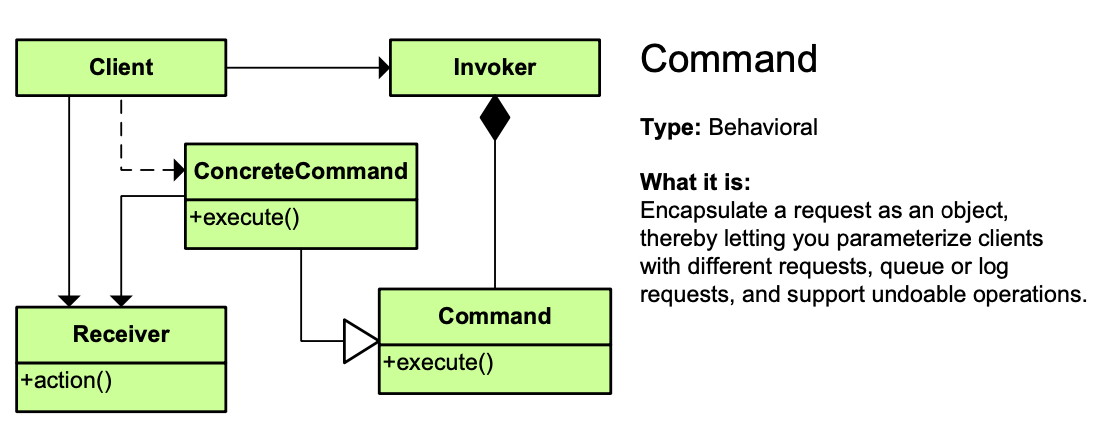 Client
Invoker
ConcreteCommand
+execute()
Receiver
+action()
Command
+execute()
Command
Type: Behavioral
What it is:
Encapsulate a request as an object,
thereby letting you parameterize clients
with different requests, queue or log
requests, and support undoable operations.